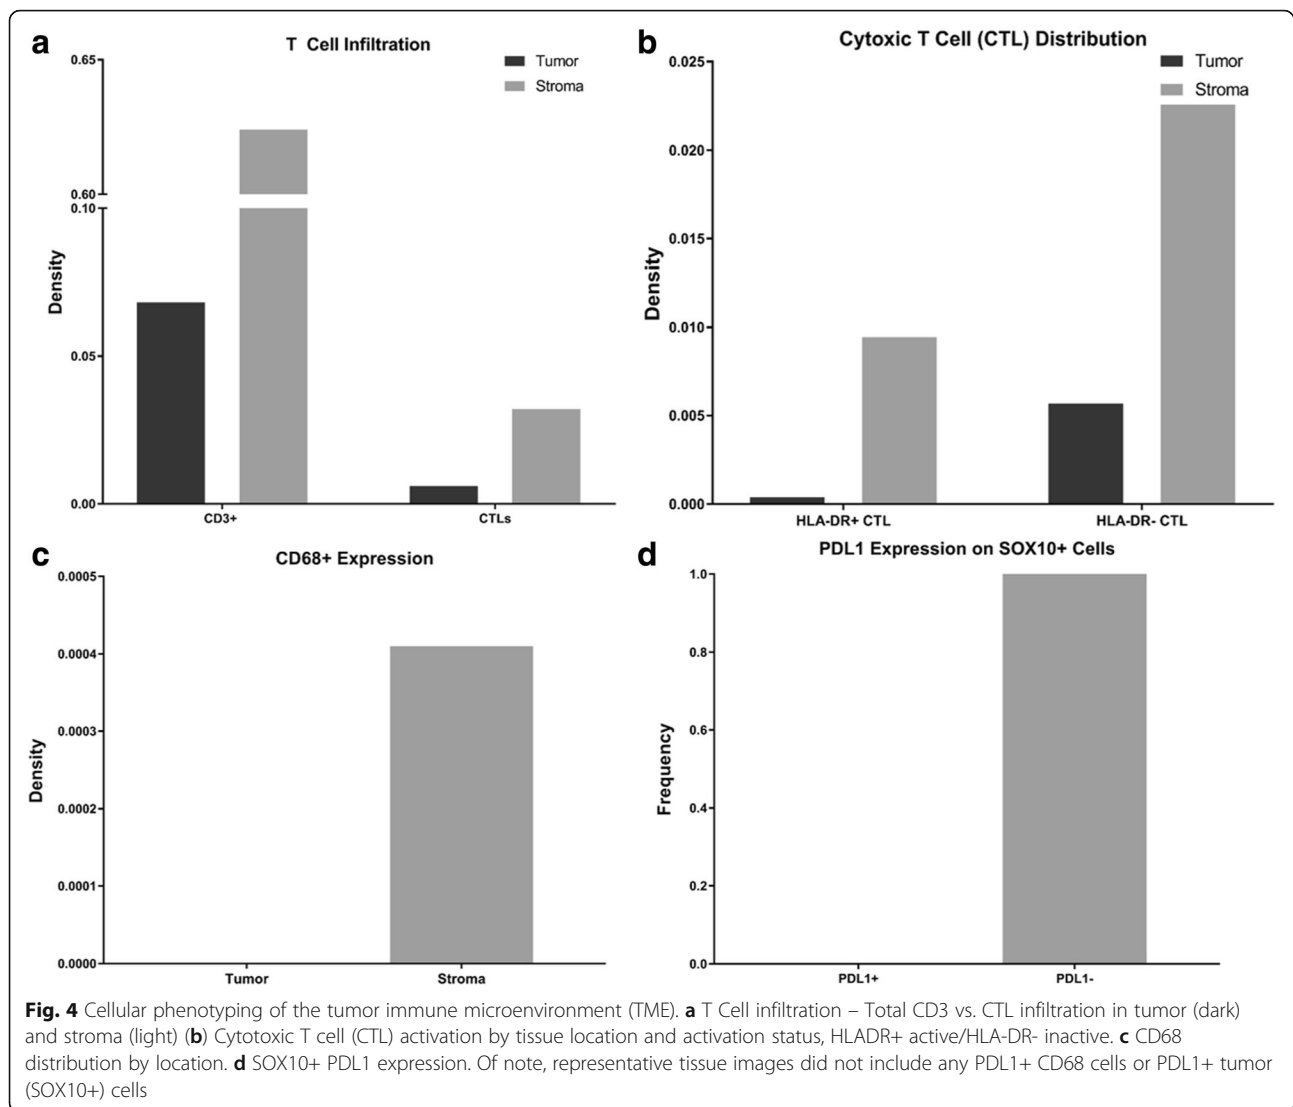 a
T Cell Infiltration
0.65
Tumor
Stroma
0.60
0.10
Density
0.05
0.00
CD3+
CTLs
b
Cytoxic T Cell (CTL) Distribution
0.025
Tumor
Stroma
0.020
0.015
Density
0.010
0.005
0.000
HLA-DR+ CTL
HLA-DR- CTL
c
CD68+ Expression
0.0005
0.0004
0.0003
Density
0.0002
0.0001
0.0000
Tumor
Stroma
d
PDL1 Expression on SOX10+ Cells
1.0
0.8
0.6
Frequency
0.4
0.2
0.0
PDL1+
PDL1-
Fig. 4 Cellular phenotyping of the tumor immune microenvironment (TME). a T Cell infiltration – Total CD3 vs. CTL infiltration in tumor (dark)
and stroma (light) (b) Cytotoxic T cell (CTL) activation by tissue location and activation status, HLADR+ active/HLA-DR- inactive. c CD68
distribution by location. d SOX10+ PDL1 expression. Of note, representative tissue images did not include any PDL1+ CD68 cells or PDL1+ tumor
(SOX10+) cells